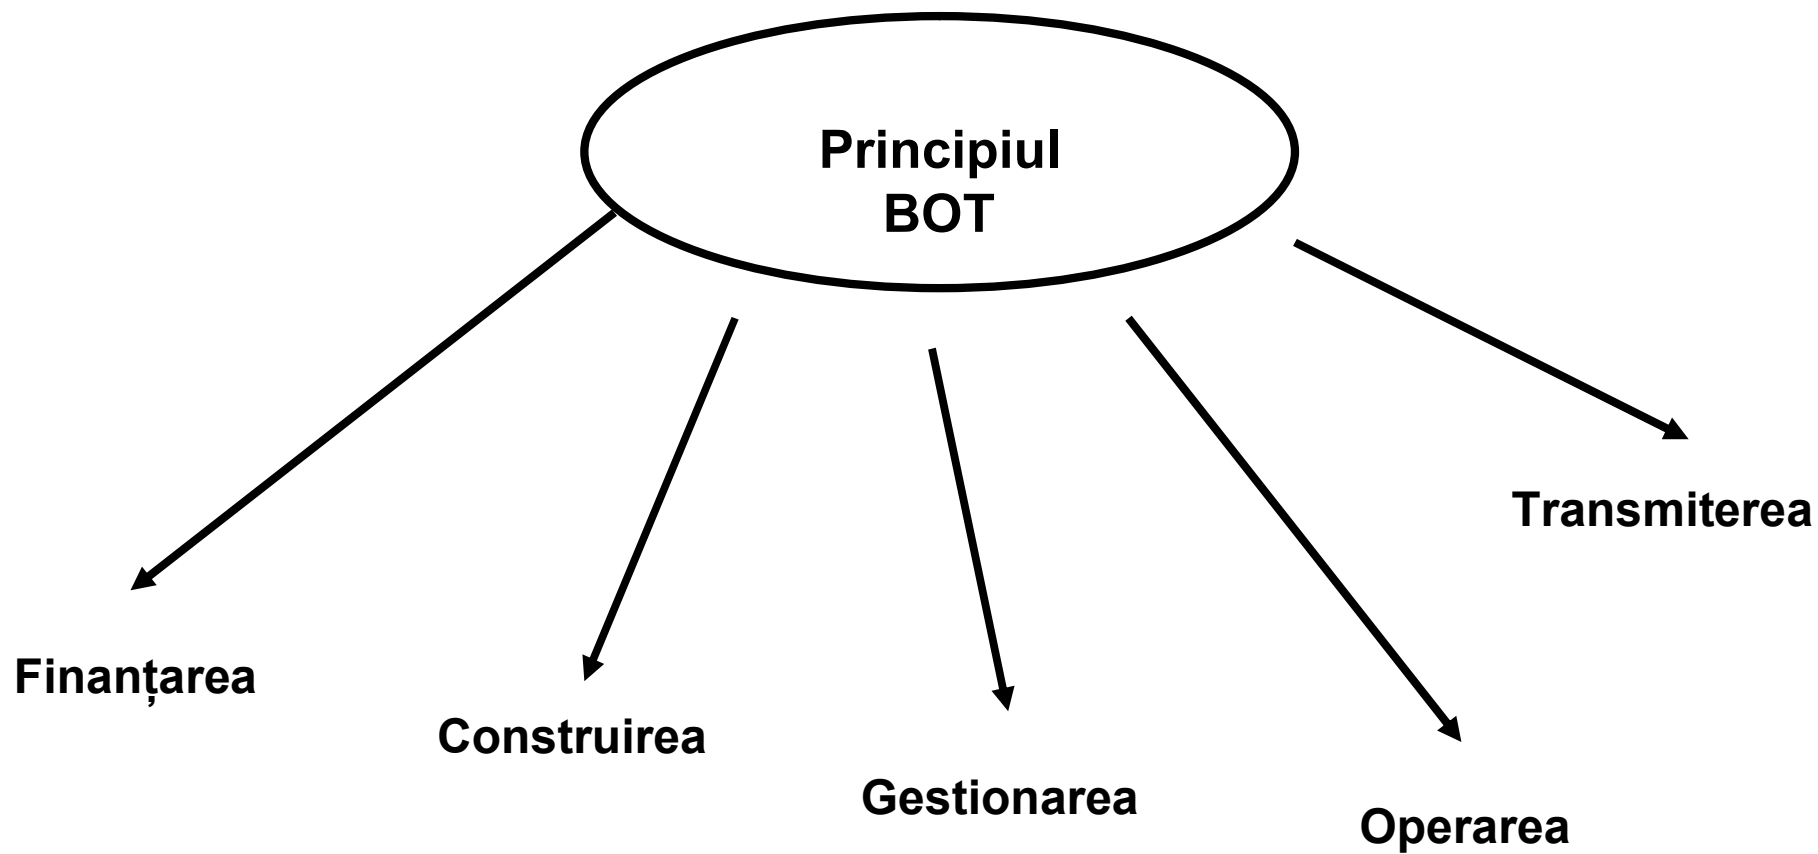 Principiul
BOT
Transmiterea
Finanțarea
Construirea
Gestionarea
Operarea